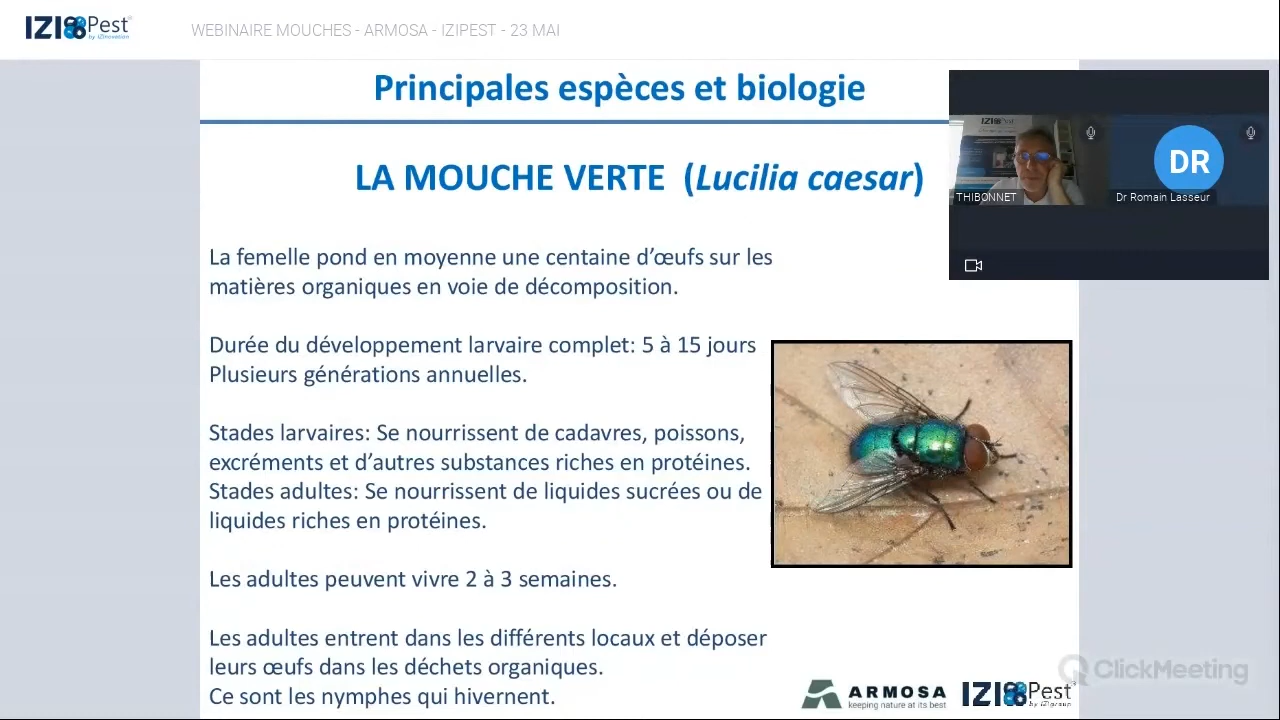 IZI Pest
by IZInovation
WEBINAIRE MOUCHES - ARMOSA - IZIPEST - 23 MAI
Principales espèces et biologie
LA MOUCHE VERTE (Lucilia caesar)
DR
THIBONNET
Dr Romain Lasseur
La femelle pond en moyenne une centaine d’œufs sur les
matières organiques en voie de décomposition.
Durée du développement larvaire complet: 5 à 15 jours
Plusieurs générations annuelles.
Stades larvaires: Se nourrissent de cadavres, poissons,
excréments et d’autres substances riches en protéines.
Stades adultes: Se nourrissent de liquides sucrées ou de
liquides riches en protéines.
Les adultes peuvent vivre 2 à 3 semaines.
Les adultes entrent dans les différents locaux et déposer
leurs œufs dans les déchets organiques.
Ce sont les nymphes qui hivernent.
ClickMeeting
ARMOSA
keeping nature at its best
IZI Pest
by IZIgroup